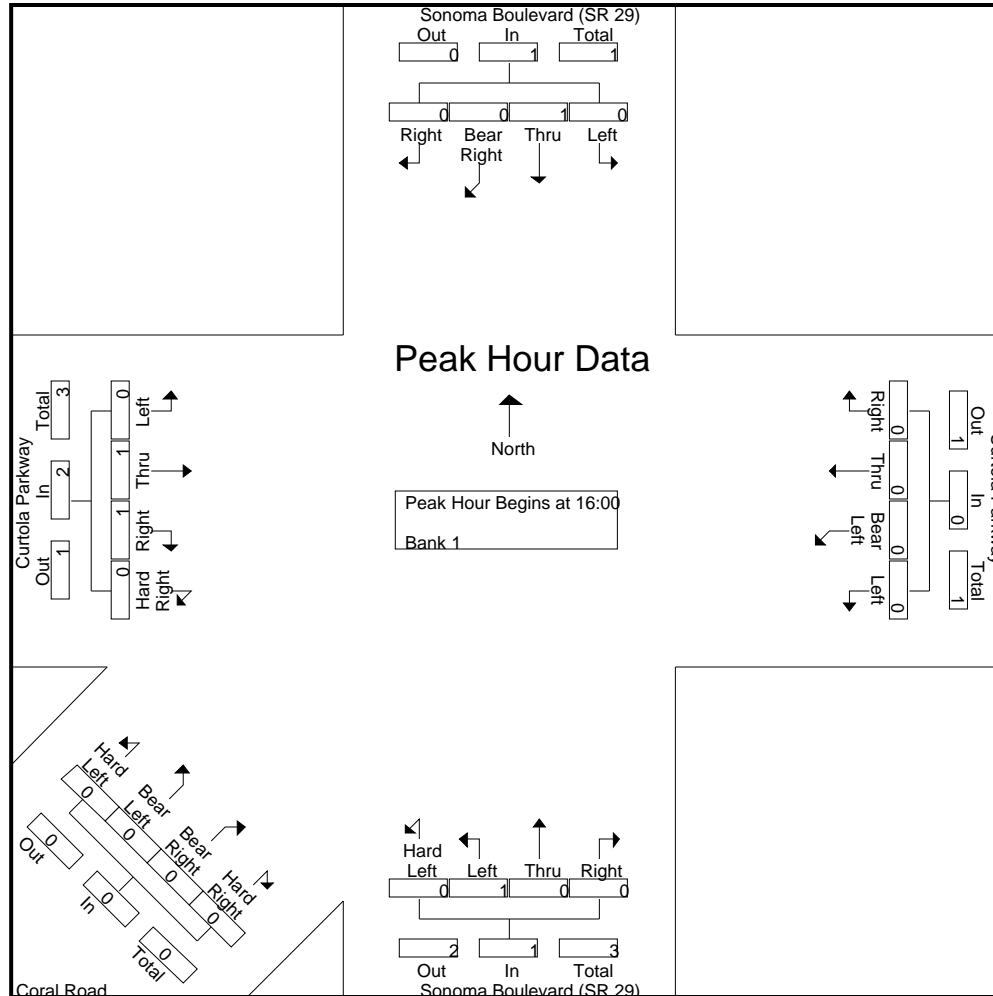 Sonoma Boulevard (SR 29)
Out In Total
0 1 1
0 0 1 0
Right Bear Right Thru Left
Peak Hour Data
North
Peak Hour Begins at 16:00
Bank 1
Curtola Parkway
Total In Out
3 2 1
0 1 1 0
Left Thru Right Hard Right
Right Thru Bear Left Left
0 0 0 0
Out In Total
1 0 1
Hard Left Bear Left Bear Right Hard Right
0 0 0 0
Out In Total
0 0 0
Coral Road
Hard Left Left Thru Right
0 1 0 0
2 1 3
Out In Total
Sonoma Boulevard (SR 29)